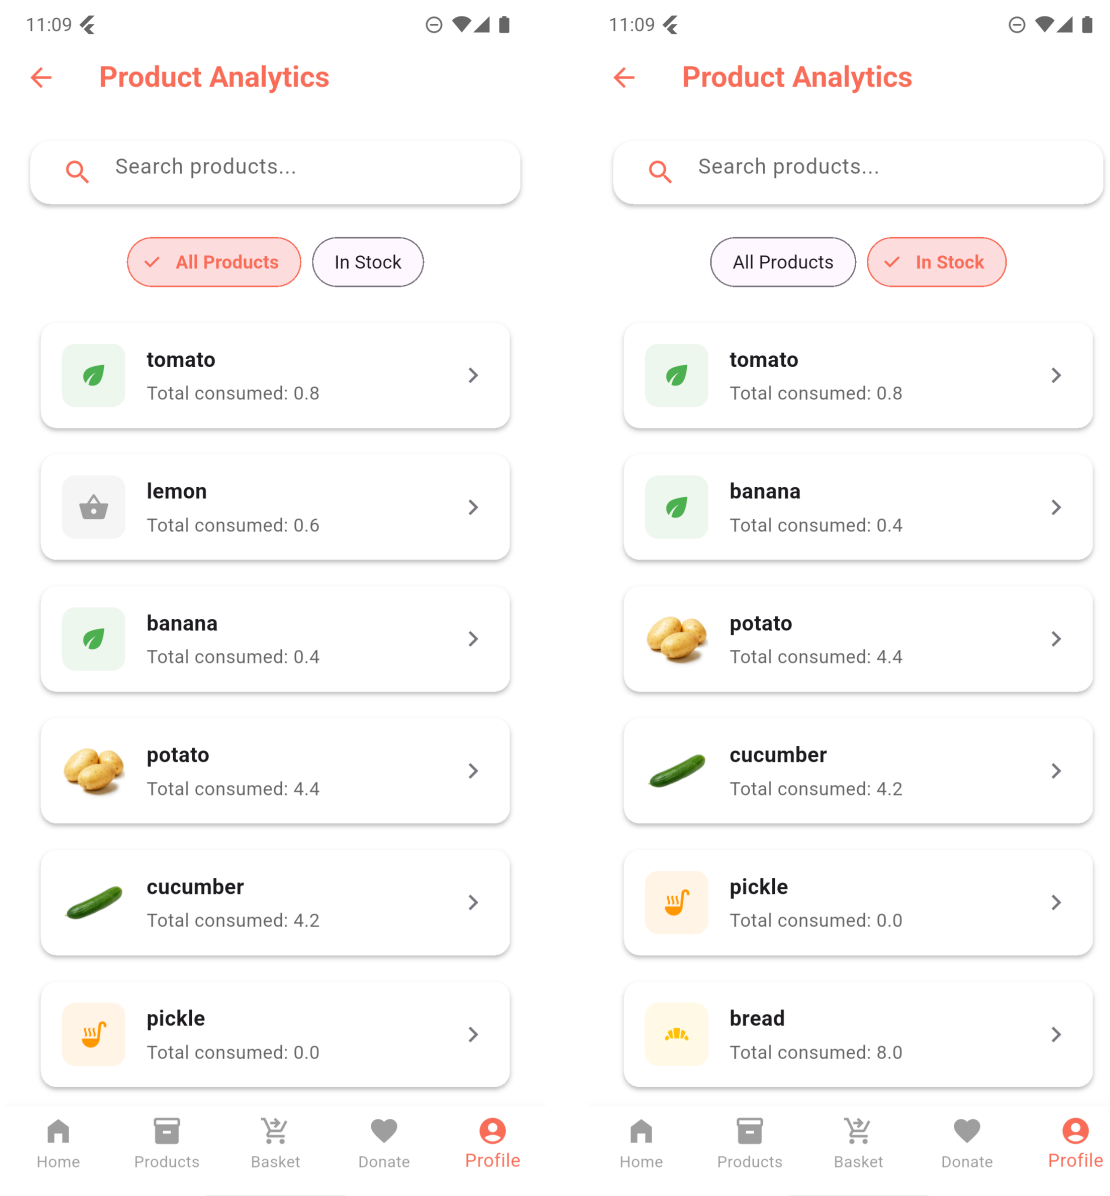 11:09
Product Analytics
Search products...
All Products
In Stock
tomato
Total consumed: 0.8
lemon
Total consumed: 0.6
banana
Total consumed: 0.4
potato
Total consumed: 4.4
cucumber
Total consumed: 4.2
pickle
Total consumed: 0.0
Home
Products
Basket
Donate
Profile
11:09
Product Analytics
Search products...
All Products
In Stock
tomato
Total consumed: 0.8
banana
Total consumed: 0.4
potato
Total consumed: 4.4
cucumber
Total consumed: 4.2
pickle
Total consumed: 0.0
bread
Total consumed: 8.0
Home
Products
Basket
Donate
Profile